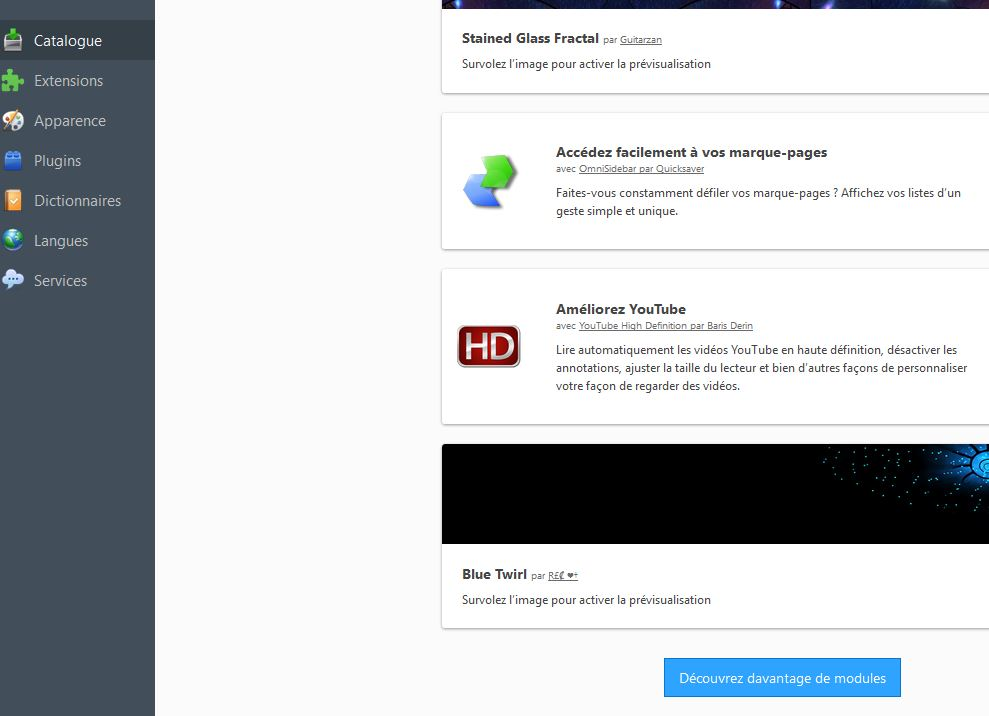 Catalogue
Extensions
Apparence
Plugins
Dictionnaires
Langues
Services
Stained Glass Fractal par Guitarzan
Survolez l'image pour activer la prévisualisation
Accédez facilement à vos marque-pages
avec OmniSidebar par Quicksaver
Faites-vous constamment défiler vos marque-pages ? Affichez vos listes d'un
geste simple et unique.
HD
Améliorez YouTube
avec YouTube High Definition par Baris Derin
Lire automatiquement les vidéos YouTube en haute définition, désactiver les
annotations, ajuster la taille du lecteur et bien d'autres façons de personnaliser
votre façon de regarder des vidéos.
Blue Twirl par
Survolez l'image pour activer la prévisualisation
Découvrez davantage de modules